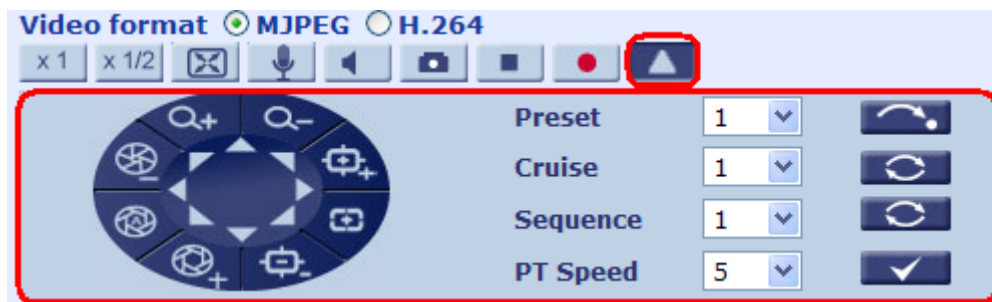 Video format MJPEG H.264
x 1 x 1/2
Preset 1
Cruise 1
Sequence 1
PT Speed 5